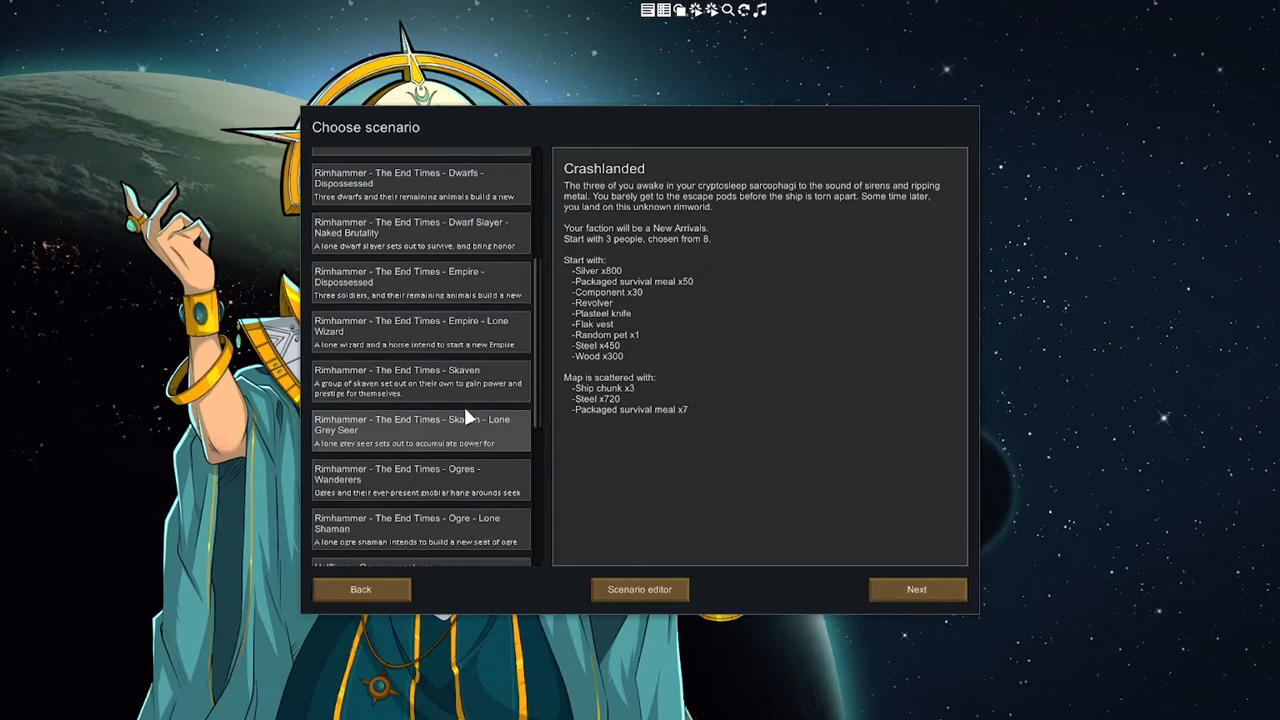 Choose scenario
Rimhammer - The End Times - Dwarfs -
Dispossessed
Three dwarfs and their remaining animals build a new
Rimhammer - The End Times - Dwarf Slayer -
Naked Brutality
A lone dwarf slayer sets out to survive, and bring honor
Rimhammer - The End Times - Empire -
Dispossessed
Three soldiers, and their remaining animals build a new
Rimhammer - The End Times - Empire - Lone
Wizard
A lone wizard and a horse intend to start a new Empire
Rimhammer - The End Times - Skaven
A group of skaven set out on their own to gain power and
prestige for themselves.
Rimhammer - The End Times - Skaven - Lone
Grey Seer
A lone grey seer sets out to accumulate power for
Rimhammer - The End Times - Ogres -
Wanderers
Ogres and their ever-present gnoblar hang-arounds seek
Rimhammer - The End Times - Ogre - Lone
Shaman
A lone ogre shaman intends to build a new seat of ogre
Crashlanded
The three of you awake in your cryptosleep sarcophagi to the sound of sirens and ripping
metal. You barely get to the escape pods before the ship is torn apart. Some time later,
you land on this unknown rimworld.
Your faction will be a New Arrivals.
Start with 3 people, chosen from 8.
Start with:
-Silver x800
-Packaged survival meal x50
-Component x30
-Revolver
-Plasteel knife
-Flak vest
-Random pet x1
-Steel x450
-Wood x300
Map is scattered with:
-Ship chunk x3
-Steel x720
-Packaged survival meal x7
Back
Scenario editor
Next